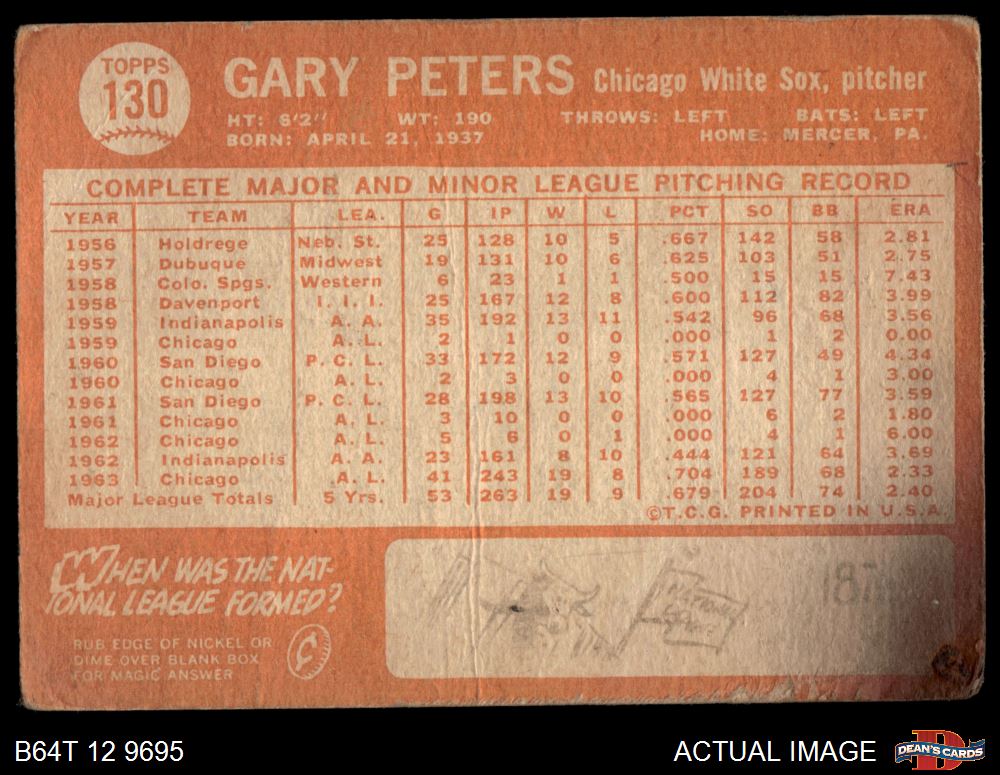 TOPPS
130
GARY PETERS Chicago White Sox, pitcher
HT: 6'2" WT: 190 THROWS: LEFT BATS: LEFT
BORN: APRIL 21, 1937 HOME: MERCER, PA.
COMPLETE MAJOR AND MINOR LEAGUE PITCHING RECORD
YEAR TEAM LEA. G IP W L PCT SO BB ERA
1956 Holdrege Neb. St. 25 128 10 5 .667 142 58 2.81
1957 Dubuque Midwest 19 131 10 6 .625 103 51 2.75
1958 Colo. Spgs. Western 6 23 1 1 .500 15 15 7.43
1958 Davenport I. I. I. 25 167 12 8 .600 112 82 3.99
1959 Indianapolis A. A. 35 192 13 11 .542 96 68 3.56
1959 Chicago A. L. 2 1 0 0 .000 1 2 0.00
1960 San Diego P. C. L. 33 172 12 9 .571 127 49 4.34
1960 Chicago A. L. 2 3 0 0 .000 4 1 3.00
1961 San Diego P. C. L. 28 198 13 10 .565 127 77 3.59
1961 Chicago A. L. 3 10 0 0 .000 6 2 1.80
1962 Chicago A. L. 5 6 0 1 .000 4 1 6.00
1962 Indianapolis A. A. 23 161 8 10 .444 121 64 3.69
1963 Chicago A. L. 41 243 19 8 .704 189 68 2.33
Major League Totals 5 Yrs. 53 263 19 9 .679 204 74 2.40
©T.C.G. PRINTED IN U.S.A.
WHEN WAS THE NAT-
IONAL LEAGUE FORMED?
RUB EDGE OF NICKEL OR
DIME OVER BLANK BOX
FOR MAGIC ANSWER
B64T 12 9695 ACTUAL IMAGE DEAN'S CARDS